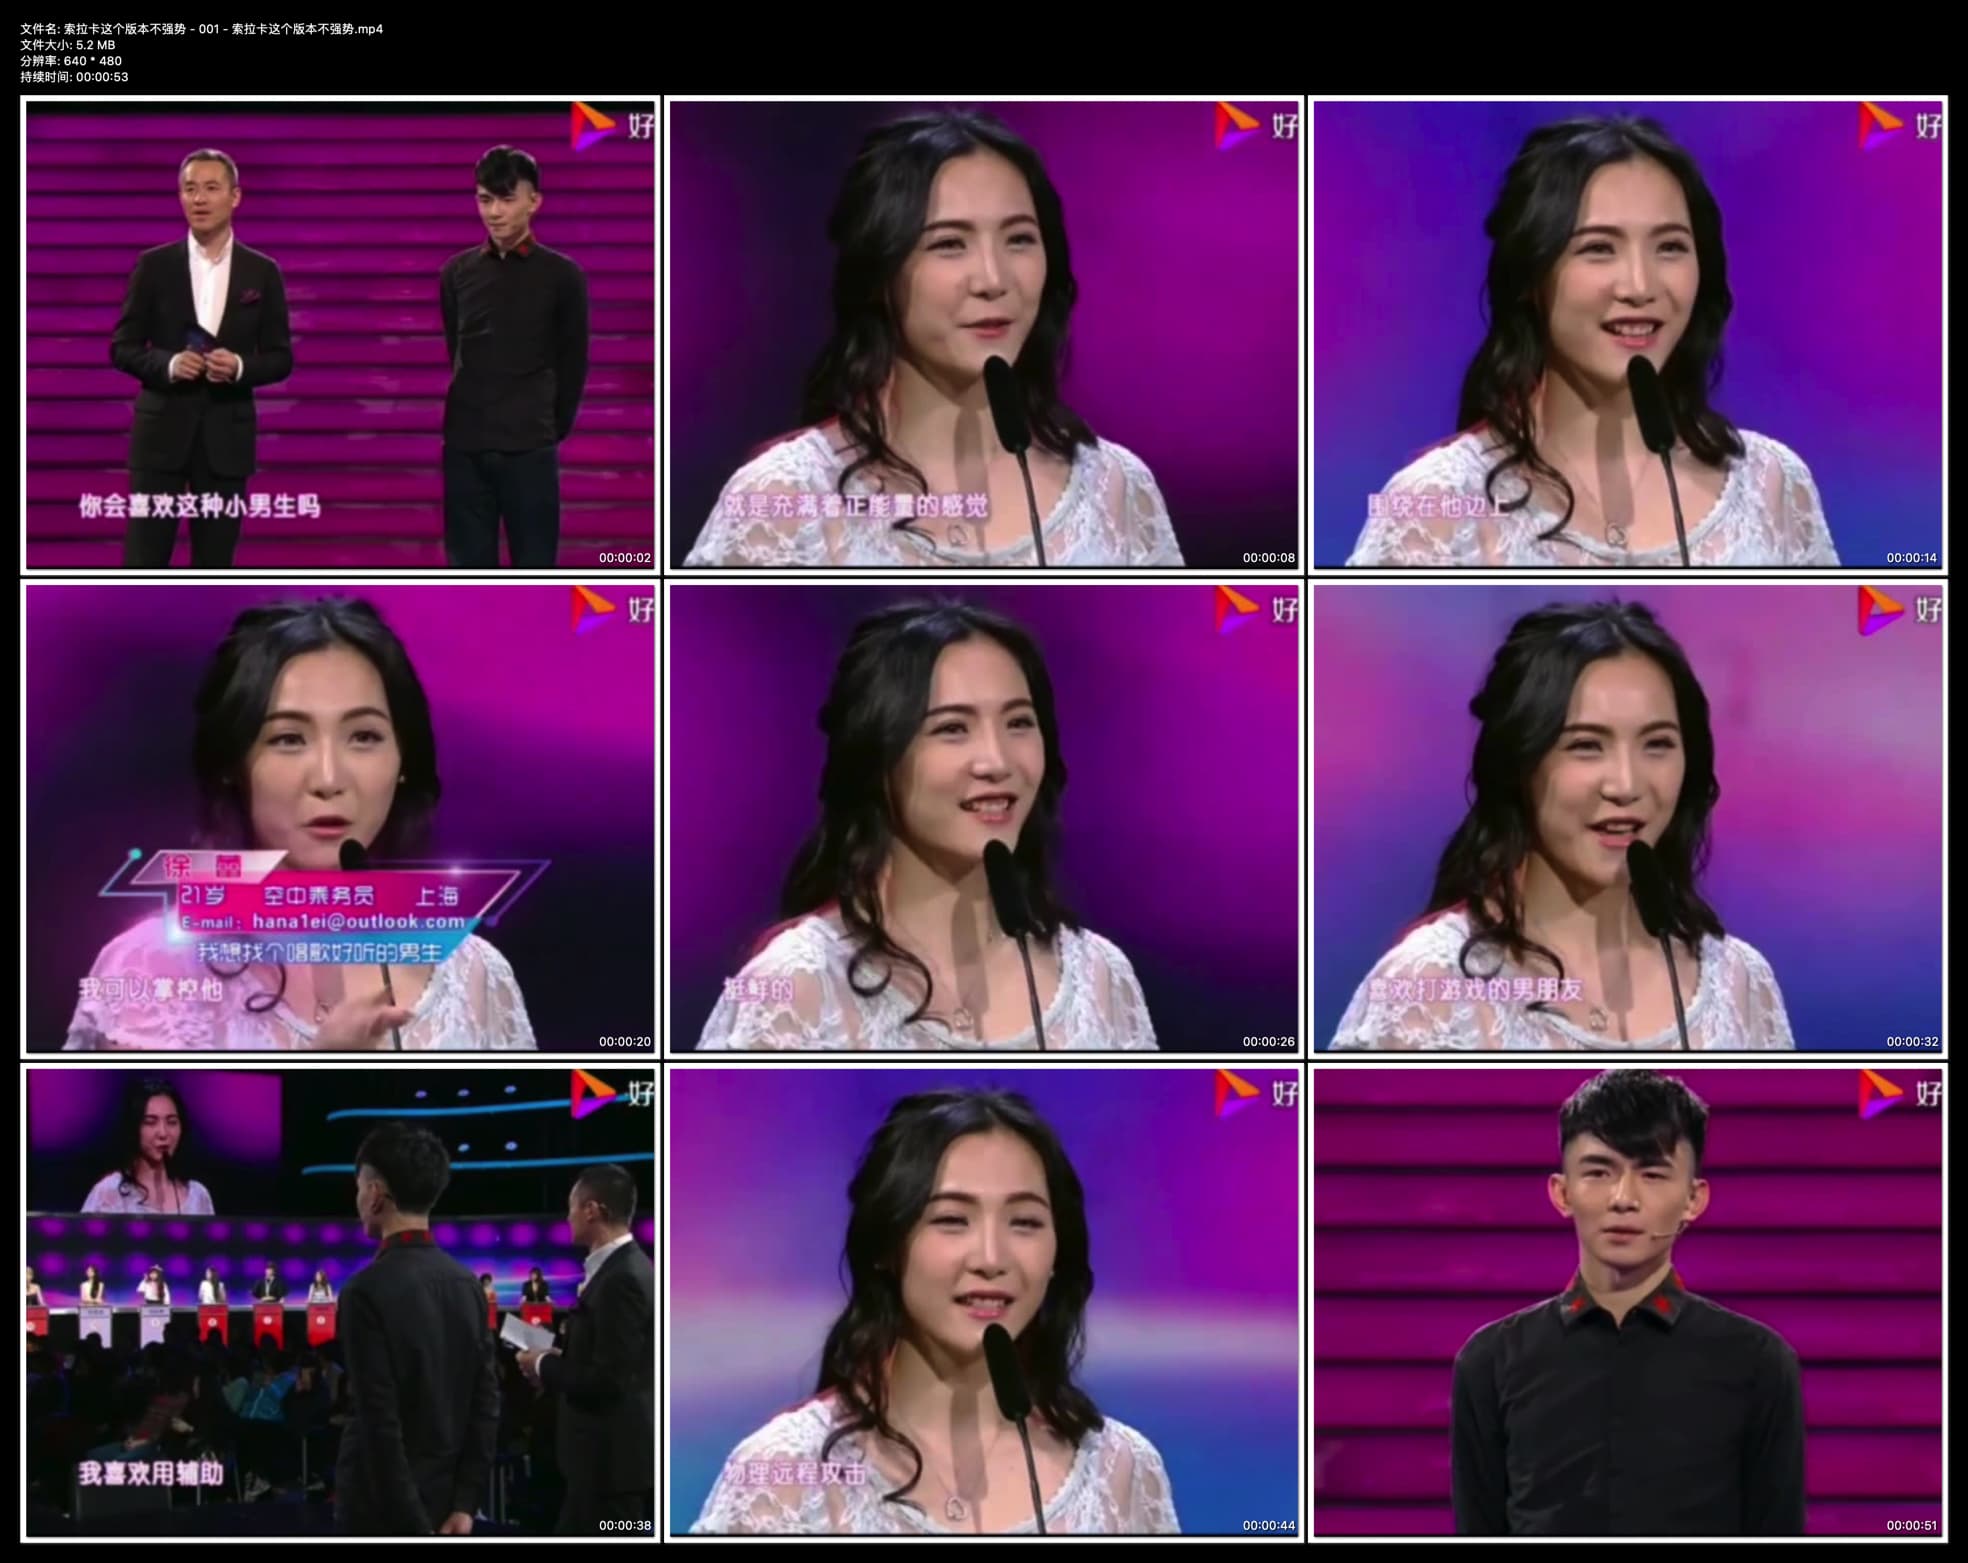 文件名: 索拉卡这个版本不强势 - 001 - 索拉卡这个版本不强势.mp4
文件大小: 5.2 MB
分辨率: 640 * 480
持续时间: 00:00:53
好
你会喜欢这种小男生吗
00:00:02
好
就是充满着正能量的感觉
00:00:08
好
围绕在他边上
00:00:14
好
徐
21岁 空中乘务员 上海
E-mail: hana1ei@outlook.com
我想找个唱歌好听的男生
我可以掌控他
00:00:20
好
挺鲜的
00:00:26
好
喜欢打游戏的男朋友
00:00:32
好
我喜欢用辅助
00:00:38
好
物理远程攻击
00:00:44
好
00:00:51